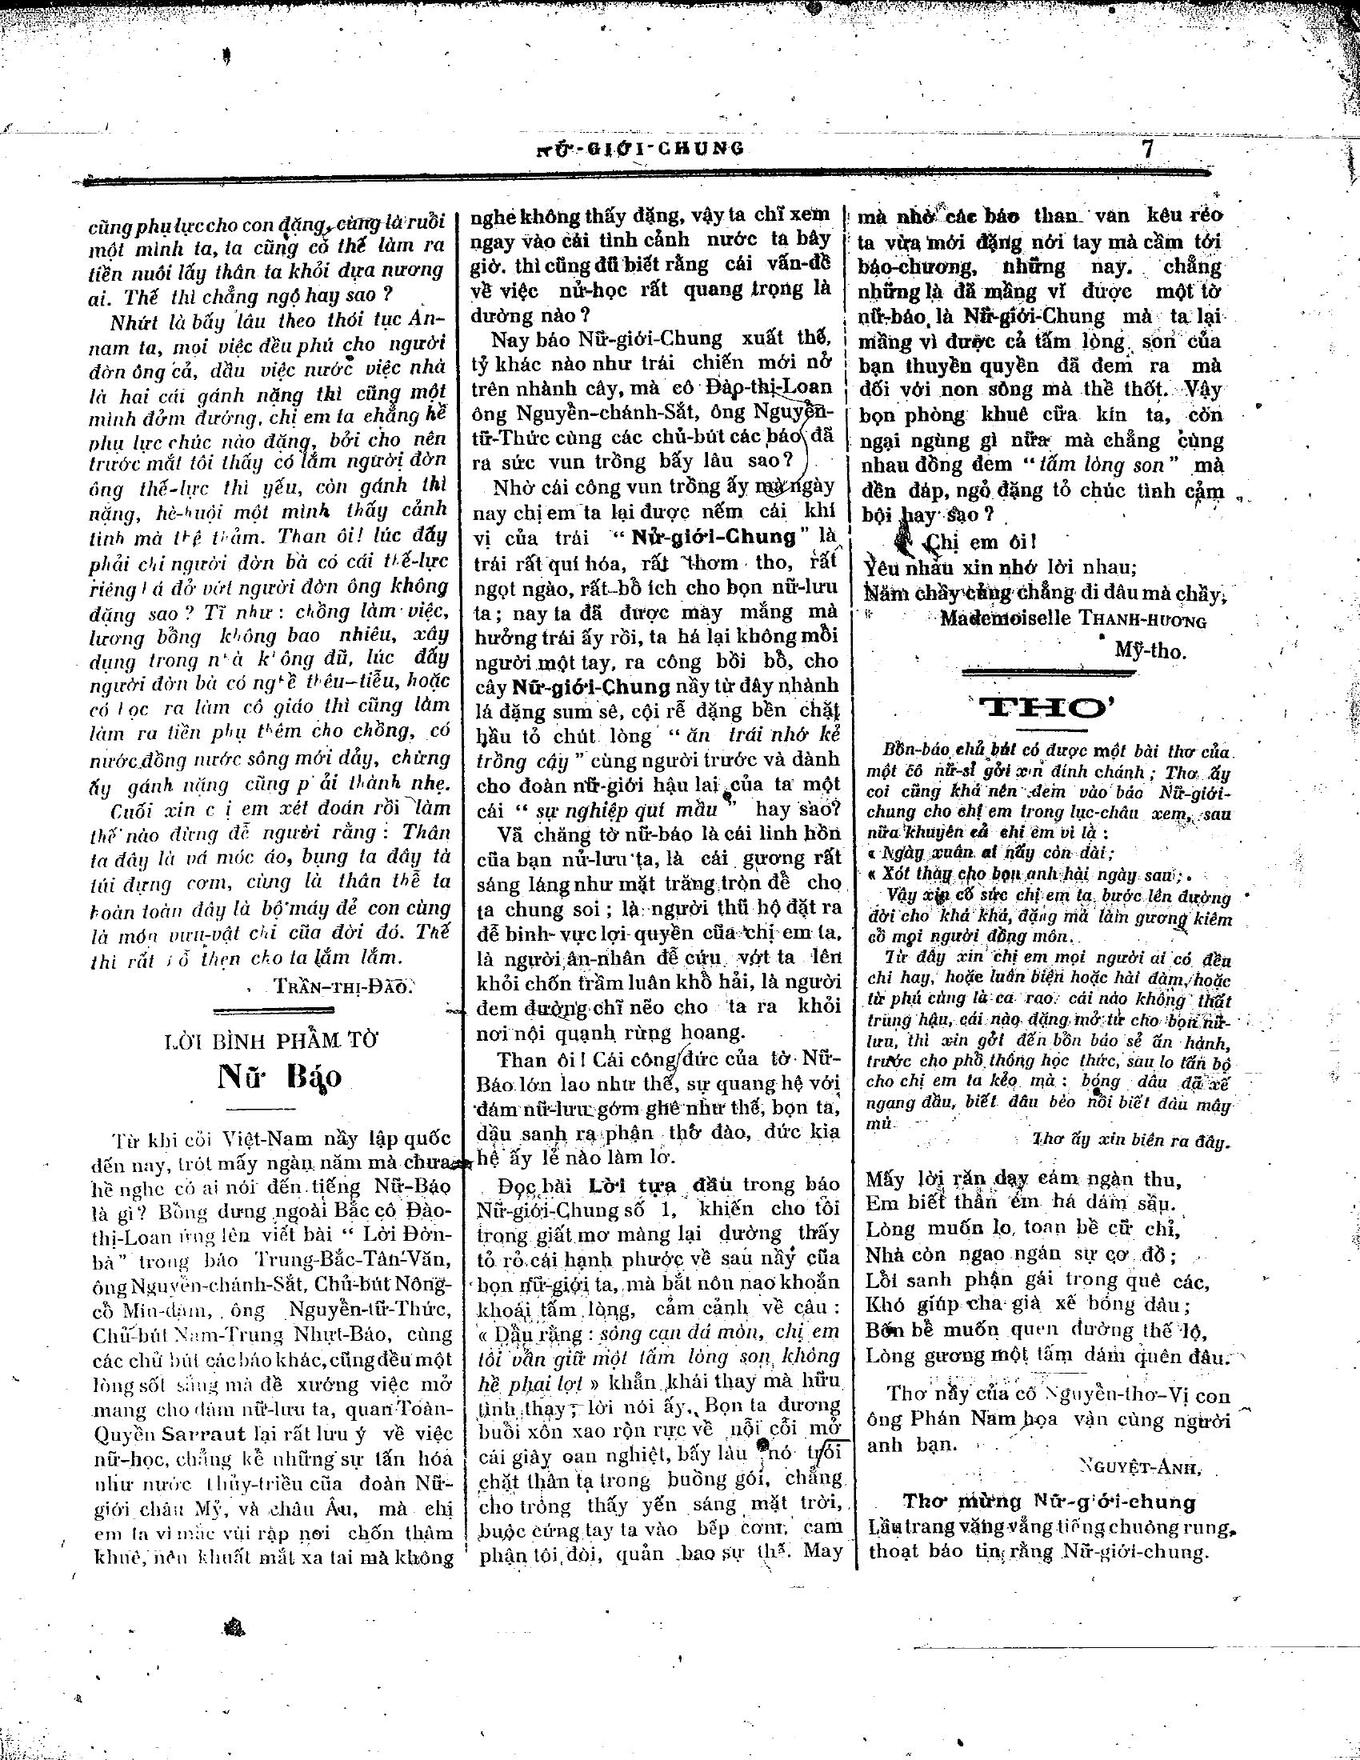 NỮ-GIỚI-CHUNG
7
cũng phụ lực cho con đặng, cùng là ruồi
một mình ta, ta cũng có thể làm ra
tiền nuôi lấy thân ta khỏi dựa nương
ai. Thế thì chẳng ngộ hay sao ?
Nhứt là bấy lâu theo thói tục An-
nam ta, mọi việc đều phú cho người
đờn ông cả, dầu việc nước việc nhà
là hai cái gánh nặng thì cũng một
mình đởm đương, chị em ta chẳng hề
phụ lực chúc nào đặng, bởi cho nên
trước mắt tôi thấy có lắm người đờn
ông thế-lực thì yếu, còn gánh thì
nặng, hè-huội một mình thấy cảnh
tình mà thê thảm. Than ôi! lúc đấy
phải chi người đờn bà có cái thế-lực
riêng đá đở vứt người đờn ông không
đặng sao ? Tĩ như : chồng làm việc,
lương bổng không bao nhiêu, xây
dụng trong nhà không đũ, lúc đấy
người đờn bà có nghề thêu-tiễu, hoặc
có học ra làm cô giáo thì cũng làm
làm ra tiền phụ thêm cho chồng, có
nước đồng nước sông mới dảy, chừng
ấy gánh nặng cũng phải thành nhẹ.
Cuối xin chị em xét đoán rồi làm
thế nào đừng để người rằng : Thân
ta đây là vá móc áo, bụng ta đây tà
túi đựng cơm, cùng là thân thể ta
hoàn toàn đây là bộ máy đẻ con cùng
là món vưu-vật chi của đời đó. Thế
thì rất hổ thẹn cho ta lắm lắm.
TRẦN-THỊ-ĐÀO.
LỜI BÌNH PHẨM TỜ
Nữ Báo
Từ khi cỏi Việt-Nam nầy lập quốc
đến nay, trót mấy ngàn năm mà chưa
hề nghe có ai nói đến tiếng Nữ-Báo
là gì? Bỗng dưng ngoài Bắc cô Đào-
thị-Loan ứng lên viết bài “ Lời Đờn-
bà” trong báo Trung-Bắc-Tân-Văn,
ông Nguyễn-chánh-Sắt, Chủ-bút Nông-
cổ Mín-đàm, ông Nguyễn-tữ-Thức,
Chữ-bút Nam-Trung Nhựt-Báo, cùng
các chủ bút các báo khác, cũng đều một
lòng sốt sắng mà đề xướng việc mở
mang cho đám nữ-lưu ta, quan Toàn-
Quyền Sarraut lại rất lưu ý về việc
nữ-học, chẳng kể những sự tấn hóa
như nước thủy-triều của đoàn Nữ-
giới châu Mỹ, và châu Âu, mà chị
em ta vì mắc vùi rập nơi chốn thâm
khuê, nên khuất mắt xa tai mà không
nghe không thấy đặng, vậy ta chĩ xem
ngay vào cái tình cảnh nước ta bây
giờ. thì cũng đũ biết rằng cái vấn-đề
về việc nữ-học rất quang trọng là
dường nào ?
Nay báo Nữ-giới-Chung xuất thế,
tỷ khác nào như trái chiến mới nở
trên nhành cây, mà cô Đào-thị-Loan
ông Nguyễn-chánh-Sắt, ông Nguyễn-
tữ-Thức cùng các chủ-bút các báo đã
ra sức vun trồng bấy lâu sao ?
Nhờ cái công vun trồng ấy mà ngày
nay chị em ta lại được nếm cái khí
vị của trái “ Nữ-giới-Chung” là
trái rất quí hóa, rất thơm tho, rất
ngọt ngào, rất bồ ích cho bọn nữ-lưu
ta ; nay ta đã được mảy mắng mà
hưởng trái ấy rồi, ta há lại không mỗi
người một tay, ra công bồi bổ, cho
cây Nữ-giới-Chung nầy từ đây nhành
lá đặng sum sê, cội rễ đặng bền chặt
hầu tỏ chút lòng “ ăn trái nhớ kẻ
trồng cây ” cùng người trước và dành
cho đoàn nữ-giới hậu lai của ta một
cái “ sự nghiệp quí mầu ” hay sao?
Vã chăng tờ nữ-báo là cái linh hồn
của bạn nữ-lưu ta, là cái gương rất
sáng láng như mặt trăng tròn để cho
ta chung soi ; là người thũ hộ đặt ra
để binh-vực lợi quyền của chị em ta,
là người ân-nhân để cứu vớt ta lên
khỏi chốn trầm luân khổ hải, là người
đem đường chĩ nẽo cho ta ra khỏi
nơi nội quạnh rừng hoang.
Than ôi ! Cái công đức của tờ Nữ-
Báo lớn lao như thế, sự quang hệ với
đám nữ-lưu gớm ghê như thế, bọn ta,
dầu sanh ra phận thơ đào, đức kia
hệ ấy lẻ nào làm lơ.
Đọc bài Lời tựa đầu trong báo
Nữ-giới-Chung số 1, khiến cho tôi
trong giất mơ màng lại dường thấy
tỏ rỏ cái hạnh phước về sau nầy của
bọn nữ-giới ta, mà bắt nôn nao khoăn
khoái tấm lòng, cảm cảnh về câu :
« Dầu rằng : sông cạn đá mòn, chị em
tôi vẫn giữ một tấm lòng son, không
hề phai lợt » khẩn khái thay mà hữu
tình thay ; lời nói ấy. Bọn ta đương
buổi xôn xao rộn rực về nỗi cỗi mở
cái giây oan nghiệt, bấy lâu nó trói
chặt thân ta trong buồng gói, chẳng
cho trông thấy yến sáng mặt trời,
buộc cứng tay ta vào bếp cơm, cam
phận tôi đòi, quản bao sự thế. May
mà nhờ các báo than van kêu réo
ta vừa mới đặng nới tay mà cầm tới
báo-chương, những nay. chẳng
những là đã mầng vĩ được một tờ
nữ-báo là Nữ-giới-Chung mà ta lại
mầng vì được cả tấm lòng son của
bạn thuyền quyền đã đem ra mà
đối với non sông mà thề thốt. Vậy
bọn phòng khuê cữa kín ta, còn
ngại ngùng gì nữa mà chẳng cùng
nhau đồng đem “tấm lòng son” mà
đền đáp, ngỏ đặng tỏ chúc tình cảm
bội hay sao ?
Chị em ôi !
Yêu nhau xin nhớ lời nhau;
Năm chầy cũng chẳng đi đâu mà chầy,
Mademoiselle THANH-HƯƠNG
Mỹ-tho.
THƠ
Bổn-báo chủ bút có được một bài thơ của
một cô nữ-sĩ gởi xin đính chánh ; Thơ ấy
coi cũng khá nên đem vào báo Nữ-giới-
chung cho chị em trong lục-châu xem, sau
nữa khuyên cả chị em vì là :
« Ngày xuân ai nấy còn dài ;
« Xót thay cho bọn anh hài ngày sau ;
Vậy xin cố sức chị em ta, bước lên đường
đời cho khá khá, đặng mà làm gương kiêm
cổ mọi người đồng môn.
Từ đây xin chị em mọi người ai có đều
chi hay, hoặc luân biện hoặc hài đàm, hoặc
từ phú cùng là ca rao cái nào không thất
trung hậu, cái nào đặng mở tứ cho bọn nữ-
lưu, thì xin gởi đến bổn báo sẻ ấn hành,
trước cho phổ thông học thức, sau lo tấn bộ
cho chị em ta kẻo mà : bóng dâu đã xế
ngang đầu, biết đâu bèo nỗi biết đâu mây
mù.
Thơ ấy xin biên ra đây.
Mấy lời răn dạy cám ngàn thu,
Em biết thân em há dám sầu.
Lòng muốn lo toan bề cữ chỉ,
Nhà còn ngao ngán sự cơ đồ ;
Lỗi sanh phận gái trong quê các,
Khó giúp cha già xế bóng dâu ;
Bốn bề muốn quen đường thế lộ,
Lòng gương một tấm dám quên đâu.
Thơ nầy của cô Nguyễn-thơ-Vị con
ông Phán Nam họa vận cùng người
anh bạn.
NGUYỆT-ANH,
Thơ mừng Nữ-giới-chung
Lầu trang vặng vẳng tiếng chuông rung,
thoạt báo tin rằng Nữ-giới-chung.